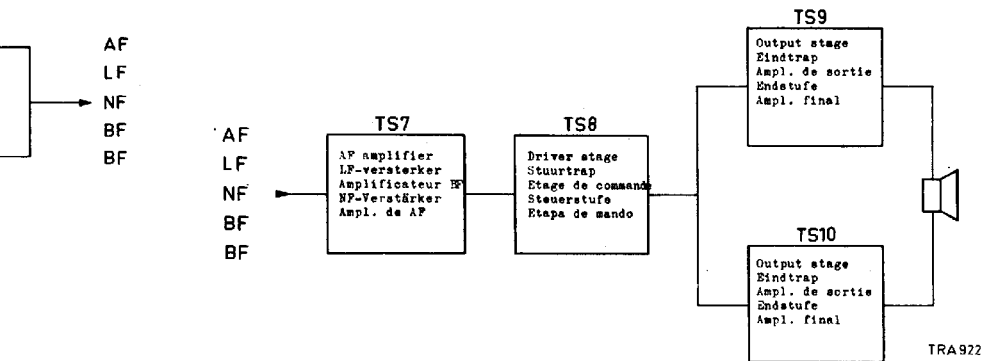 AF
LF
NF
BF
BF
AF
LF
NF
BF
BF
TS7
AF amplifier
LF-versterker
Amplificateur BF
NF-Verstärker
Ampl. de AF
TS8
Driver stage
Stuurtrap
Etage de commande
Steuerstufe
Etapa de mando
TS9
Output stage
Eindtrap
Ampl. de sortie
Endstufe
Ampl. final
TS10
Output stage
Eindtrap
Ampl. de sortie
Endstufe
Ampl. final
TRA922